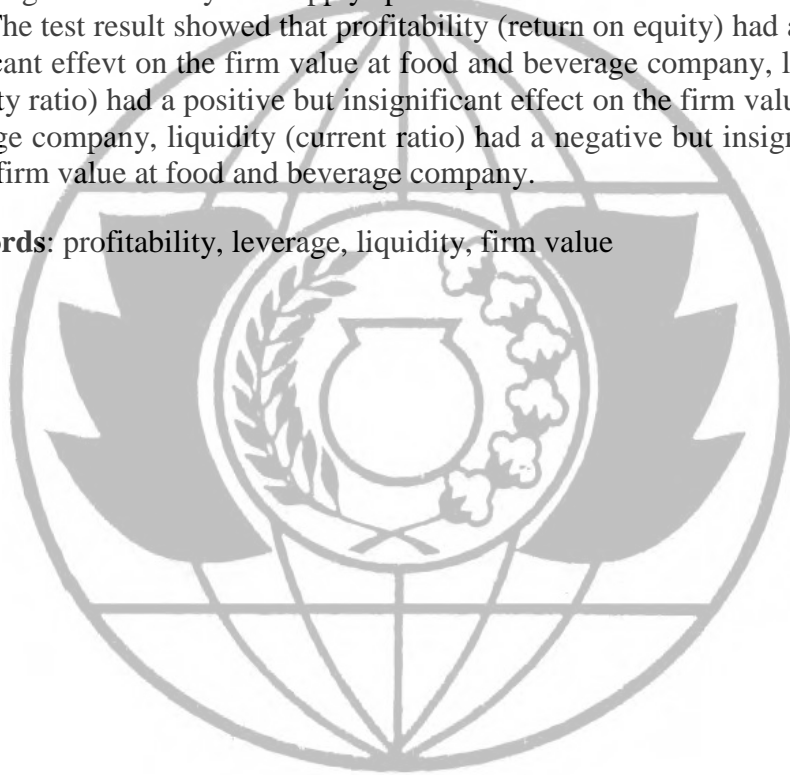 The test result showed that profitability (return on equity) had a
cant effevt on the firm value at food and beverage company, l
ty ratio) had a positive but insignificant effect on the firm valu
ge company, liquidity (current ratio) had a negative but insign
firm value at food and beverage company.
rds: profitability, leverage, liquidity, firm value